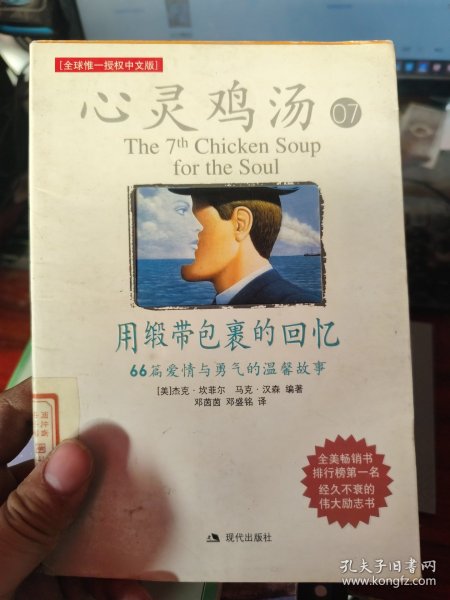 [全球惟一授权中文版]
心灵鸡汤 07
The 7th Chicken Soup
for the Soul
用缎带包裹的回忆
66篇爱情与勇气的温馨故事
[美]杰克·坎菲尔 马克·汉森 编著
邓茵茵 邓盛铭 译
全美畅销书
排行榜第一名
经久不衰的
伟大励志书
现代出版社
孔夫子旧书网
www.kongfz.com